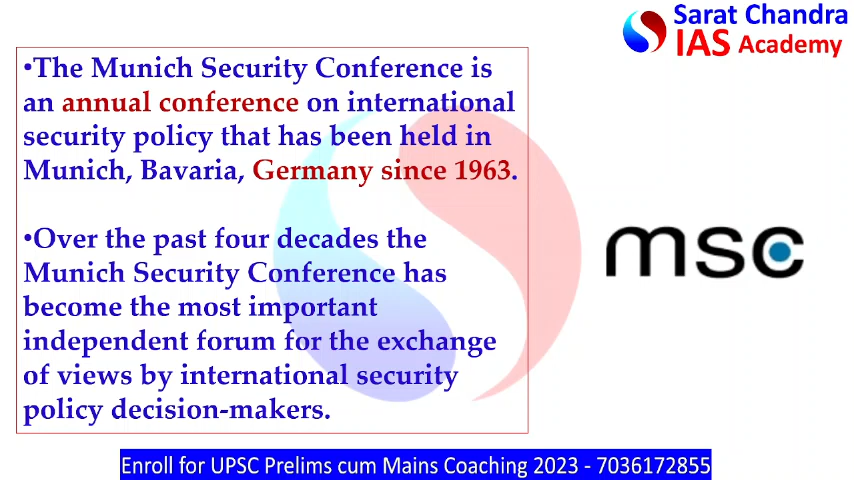 Sarat Chandra
IAS Academy
•The Munich Security Conference is
an annual conference on international
security policy that has been held in
Munich, Bavaria, Germany since 1963.
•Over the past four decades the
Munich Security Conference has
become the most important
independent forum for the exchange
of views by international security
policy decision-makers.
msc
Enroll for UPSC Prelims cum Mains Coaching 2023 - 7036172855